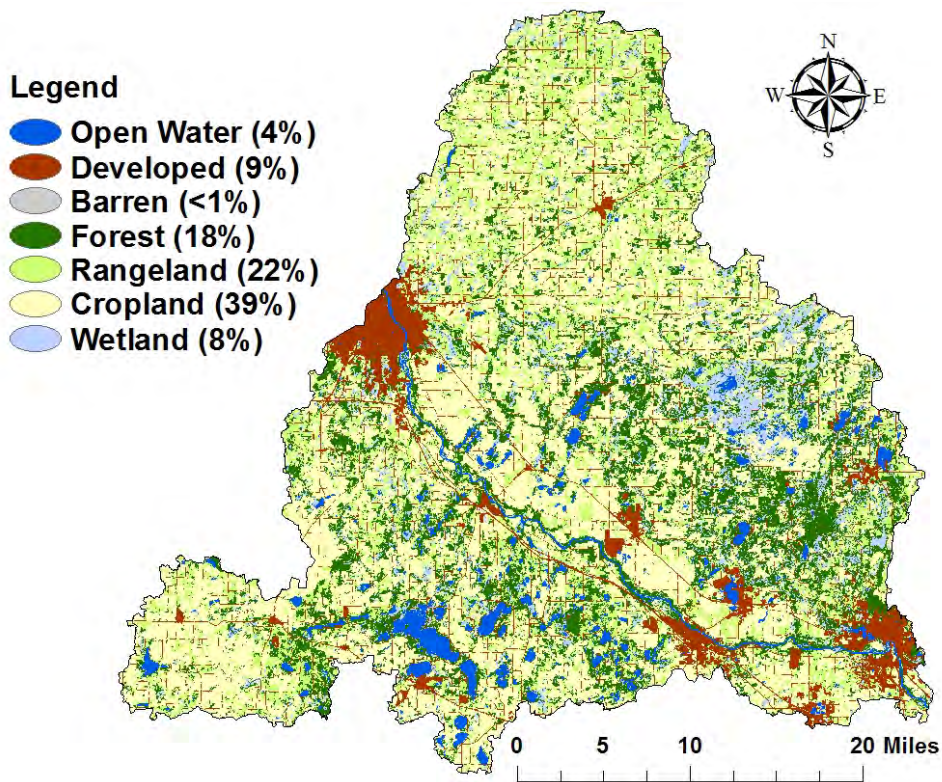 N
W E
S
Legend
Open Water (4%)
Developed (9%)
Barren (<1%)
Forest (18%)
Rangeland (22%)
Cropland (39%)
Wetland (8%)
0 5 10 20 Miles